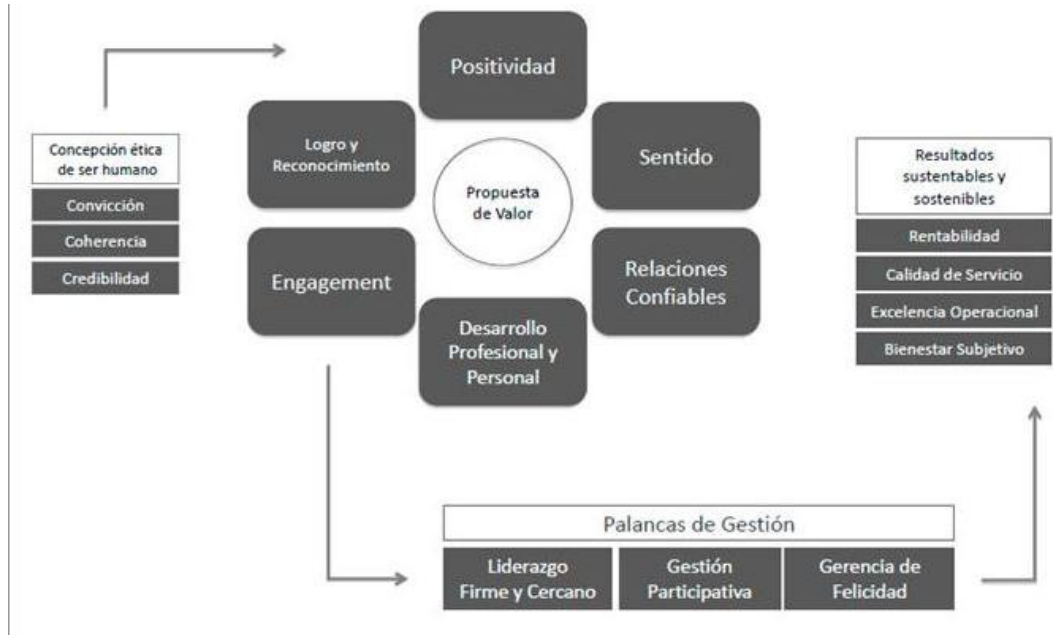 Concepción ética
de ser humano
Convicción
Coherencia
Credibilidad
Positividad
Logro y
Reconocimiento
Sentido
Propuesta
de Valor
Engagement
Relaciones
Confiables
Desarrollo
Profesional y
Personal
Palancas de Gestión
Liderazgo
Firme y Cercano
Gestión
Participativa
Gerencia de
Felicidad
Resultados
sustentables y
sostenibles
Rentabilidad
Calidad de Servicio
Excelencia Operacional
Bienestar Subjetivo